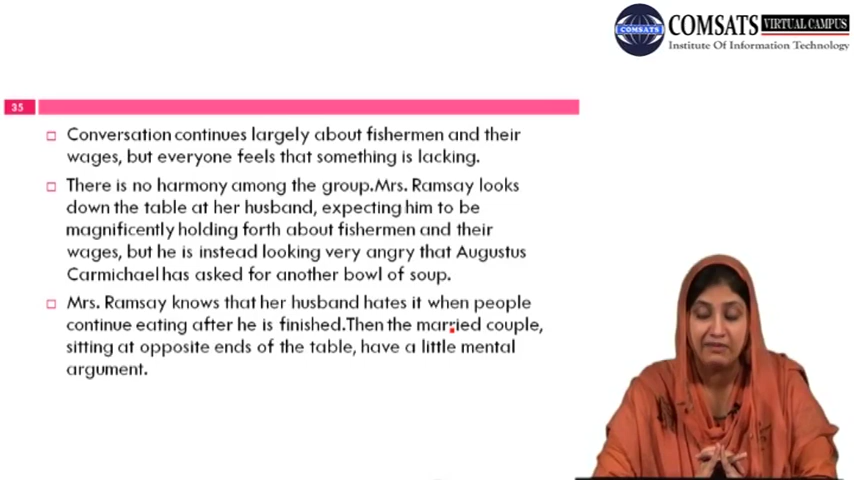 COMSATS VIRTUAL CAMPUS
COMSATS
Institute Of Information Technology
35
Conversation continues largely about fishermen and their
wages, but everyone feels that something is lacking.
There is no harmony among the group.Mrs. Ramsay looks
down the table at her husband, expecting him to be
magnificently holding forth about fishermen and their
wages, but he is instead looking very angry that Augustus
Carmichael has asked for another bowl of soup.
Mrs. Ramsay knows that her husband hates it when people
continue eating after he is finished.Then the married couple,
sitting at opposite ends of the table, have a little mental
argument.